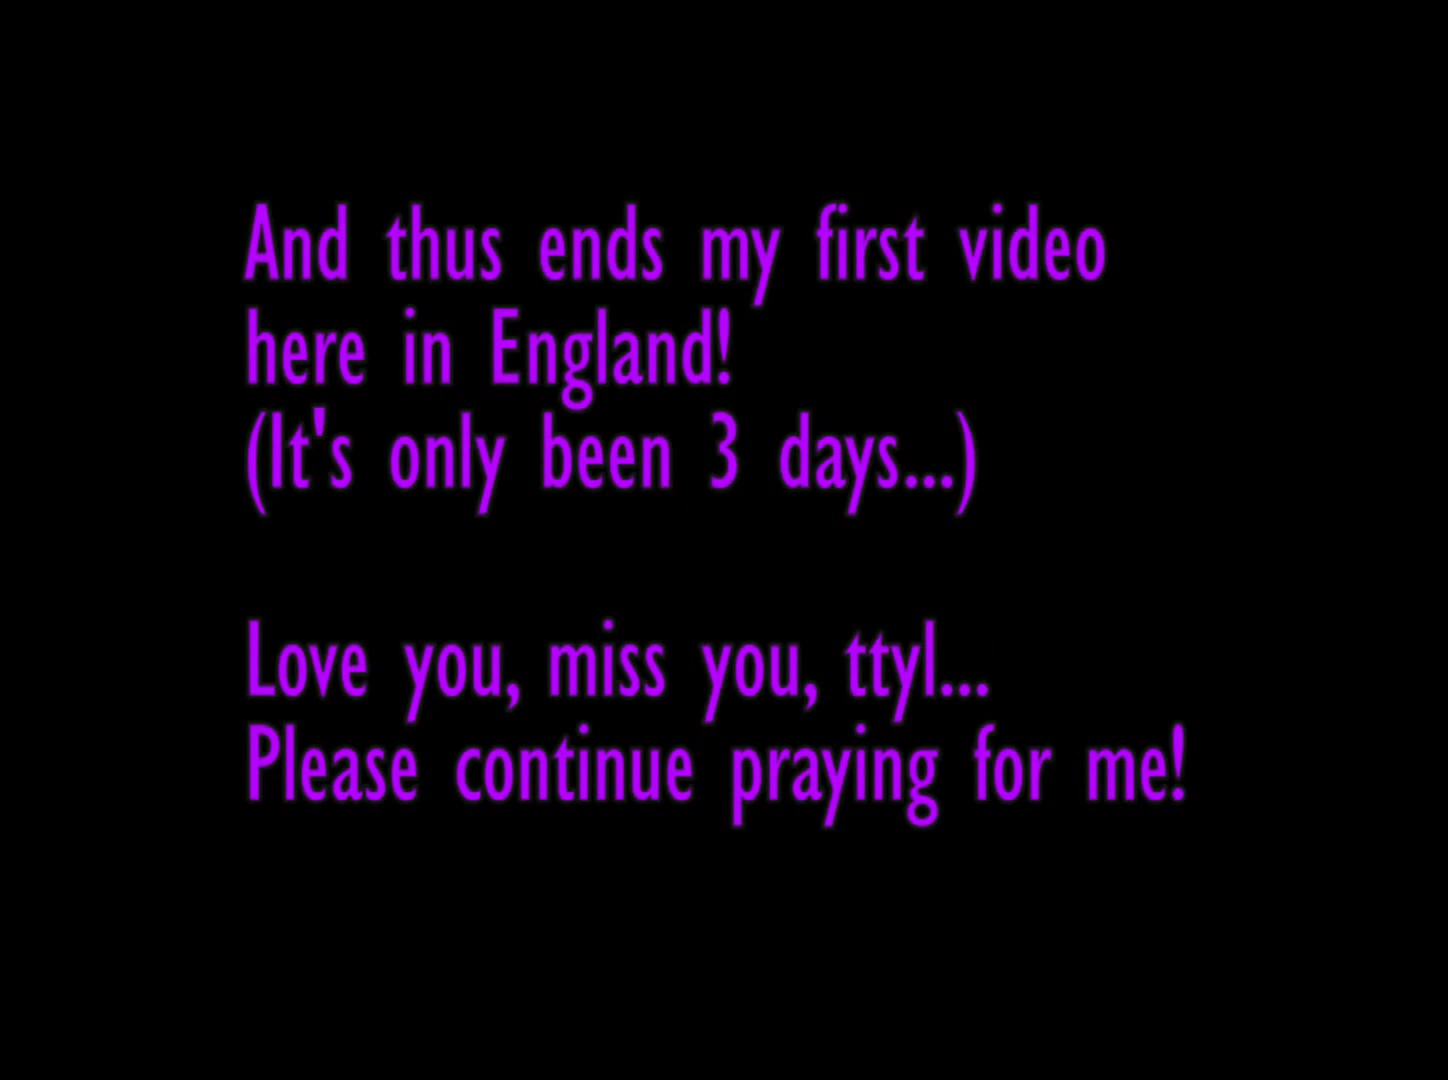 And thus ends my first video
here in England!
(It's only been 3 days...)
Love you, miss you, ttyl...
Please continue praying for me!